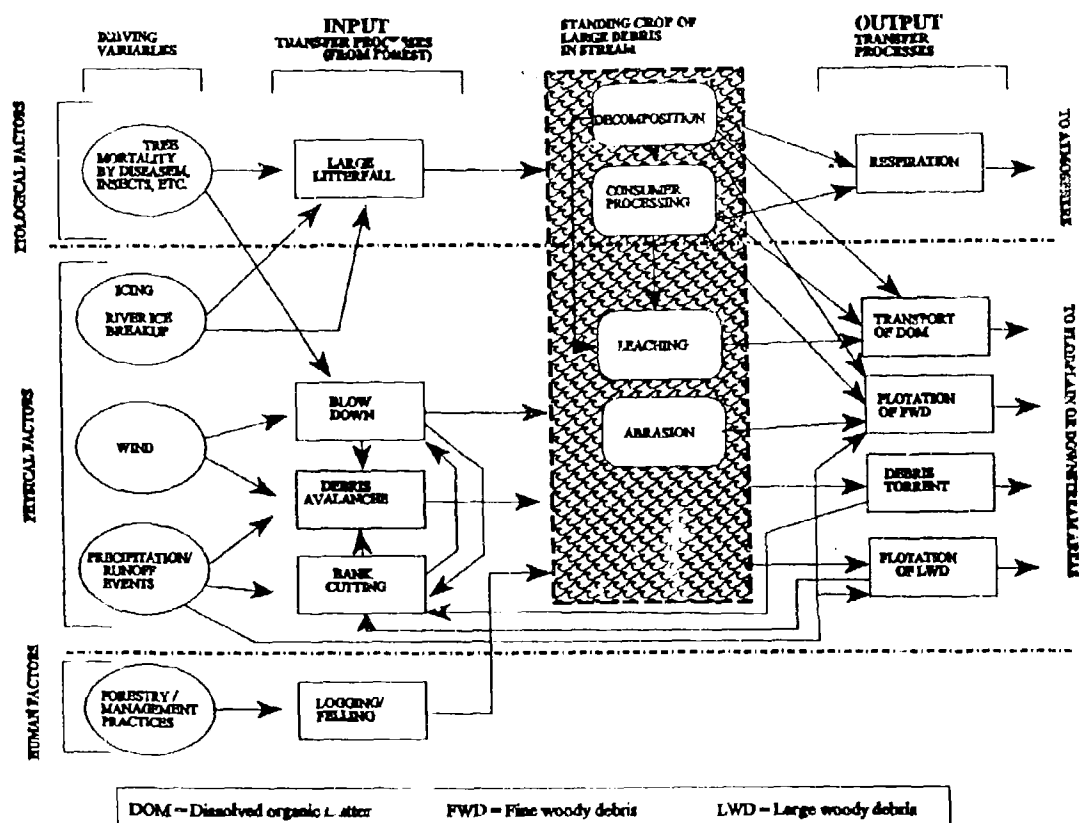 DRIVING
VARIABLES
INPUT
TRANSFER PROCESSES
(FROM FOREST)
STANDING CROP OF
LARGE DEBRIS
IN STREAM
OUTPUT
TRANSFER
PROCESSES
FACTORS
TREE
MORTALITY
BY DISEASEM,
INSECTS, ETC.
LARGE
LITTERFALL
DECOMPOSITION
CONSUMER
PROCESSING
RESPIRATION
TO ATMOSPHERE
PHYSICAL FACTORS
ICING
RIVER ICE
BREAKUP
LEACHING
TRANSPORT
OF DOM
BLOW
DOWN
ABRASION
FLOTATION
OF FWD
WIND
DEBRIS
AVALANCHE
DEBRIS
TORRENT
PRECIPITATION/
RUNOFF
EVENTS
BANK
CUTTING
FLOTATION
OF LWD
TO FLOODPLAIN OR DOWNSTREAM AREAS
HUMAN FACTORS
FORESTRY /
MANAGEMENT
PRACTICES
LOGGING/
FELLING
DOM = Dissolved organic FWD = Fine woody debris LWD = Large woody debris